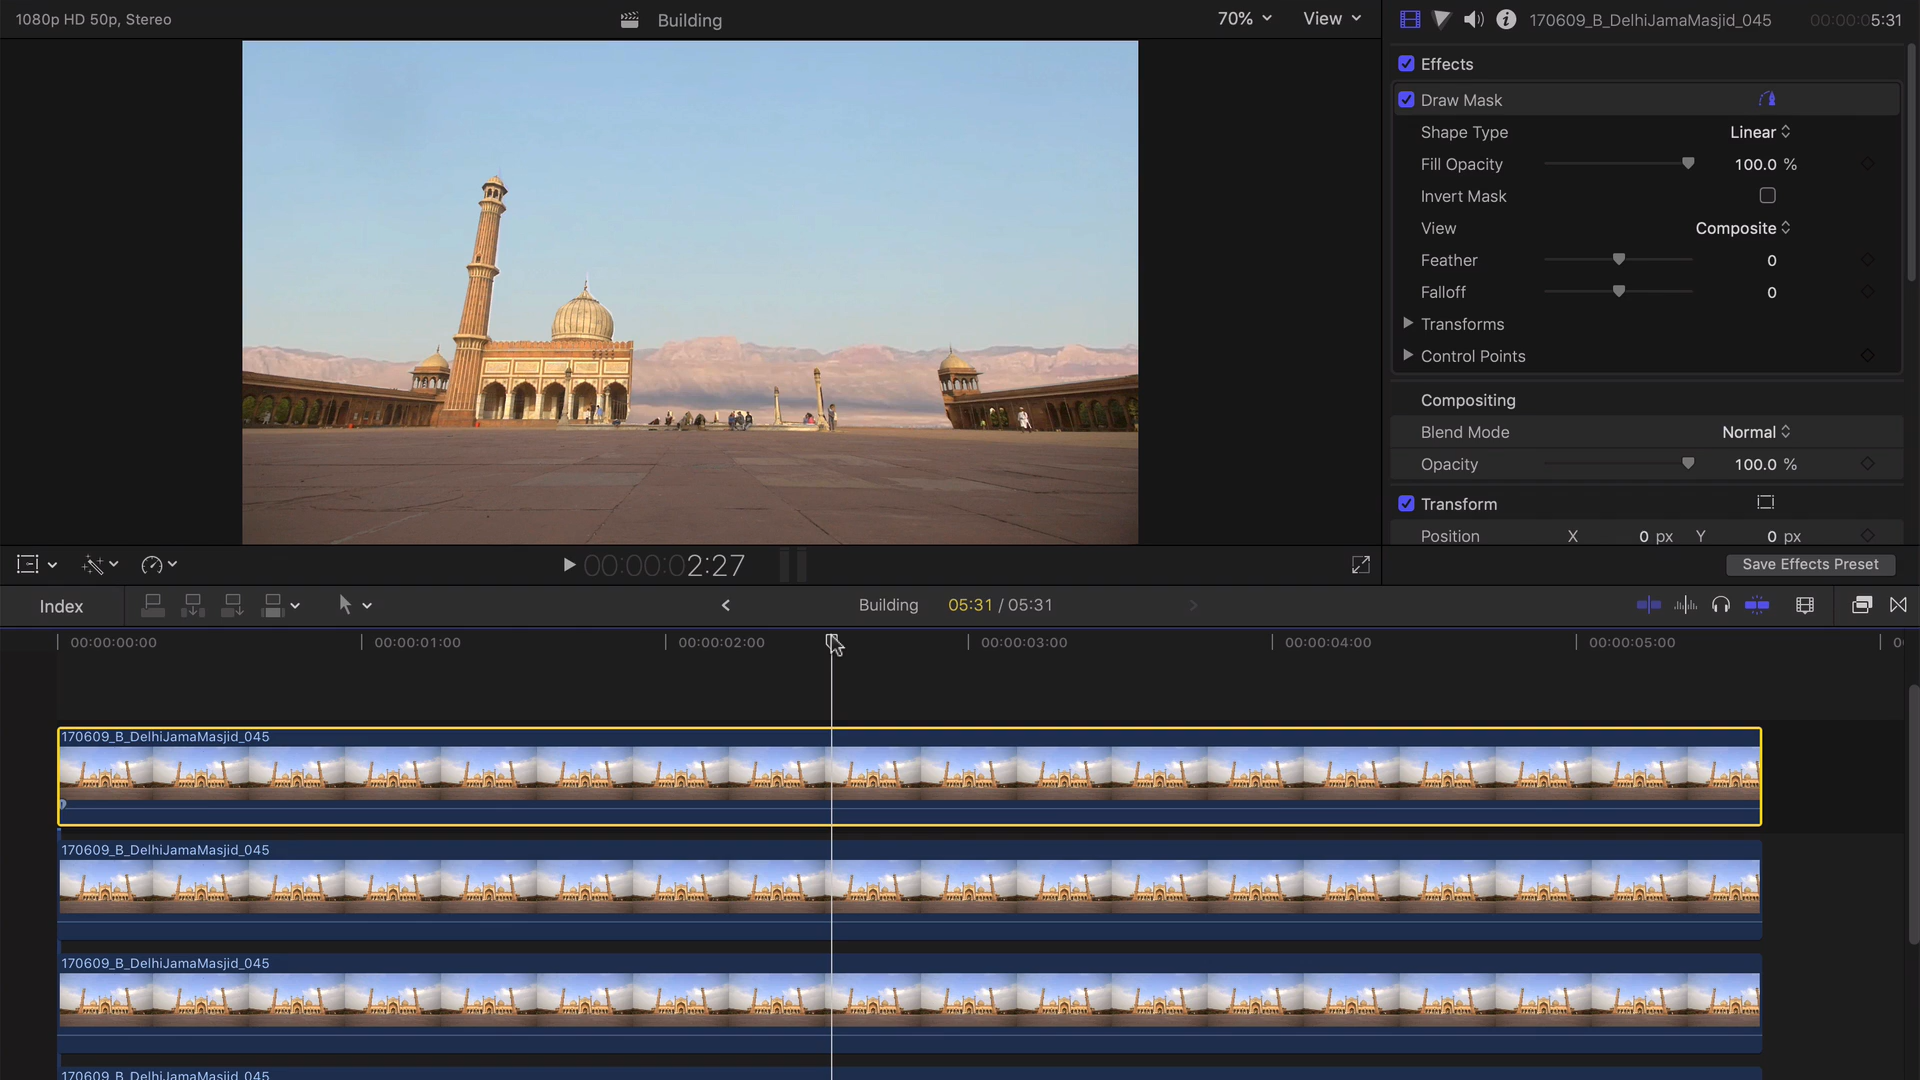 1080p HD 50p, Stereo
Building
70%
View
170609_B_DelhiJamaMasjid_045
00:00:05:31
Effects
Draw Mask
Shape Type
Linear
Fill Opacity
100.0 %
Invert Mask
View
Composite
Feather
0
Falloff
0
Transforms
Control Points
Compositing
Blend Mode
Normal
Opacity
100.0 %
Transform
Position
X
0 px
Y
0 px
00:00:02:27
Save Effects Preset
Index
Building
05:31 / 05:31
00:00:00:00
00:00:01:00
00:00:02:00
00:00:03:00
00:00:04:00
00:00:05:00
170609_B_DelhiJamaMasjid_045
170609_B_DelhiJamaMasjid_045
170609_B_DelhiJamaMasjid_045
170609_B_DelhiJamaMasjid_045